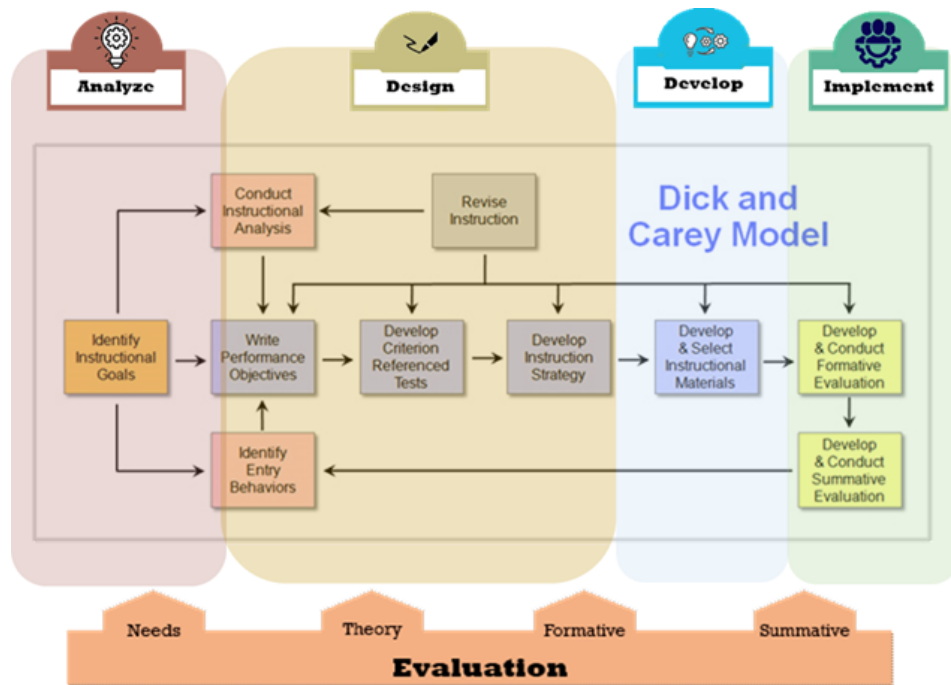 Analyze
Design
Develop
Implement
Conduct
Instructional
Analysis
Revise
Instruction
Dick and
Carey Model
Identify
Instructional
Goals
Write
Performance
Objectives
Develop
Criterion
Referenced
Tests
Develop
Instruction
Strategy
Develop
& Select
Instructional
Materials
Develop
& Conduct
Formative
Evaluation
Identify
Entry
Behaviors
Develop
& Conduct
Summative
Evaluation
Needs
Theory
Formative
Summative
Evaluation